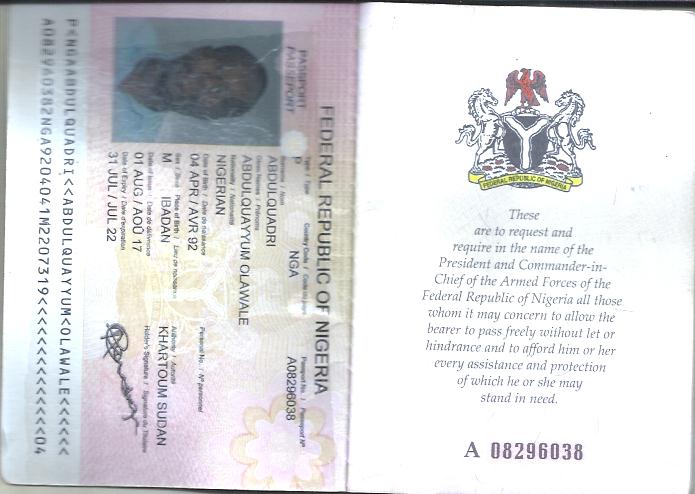 These
are to request and
require in the name of the
President and Commander-in-
Chief of the Armed Forces of the
Federal Republic of Nigeria all those
whom it may concern to allow the
bearer to pass freely without let or
hindrance and to afford him or her
every assistance and protection
of which he or she may
stand in need.
A 08296038
FEDERAL REPUBLIC OF NIGERIA
PASSPORT
PASSEPORT
Type / Type
Country Code / Code du pays
Passport No. / Passeport N°
P
NGA
A08296038
Surname / Nom
ABDULQUADRI
Given Names / Prénoms
ABDULQUAYYUM OLAWALE
Nationality / Nationalité
NIGERIAN
Date of Birth / Date de naissance
Personal No. / N° personnel
04 APR / AVR 92
Sex / Sexe Place of Birth / Lieu de naissance
Authority / Autorité
M IBADAN
KHARTOUM SUDAN
Date of Issue / Date de délivrance
Holder's Signature / Signature du Titulaire
01 AUG / AOÛ 17
Date of Expiry / Date d'expiration
31 JUL / JUL 22
P<NGAABDULQUADRI<<ABDULQUAYYUM<OLAWALE<<<<<<
A082960382NGA9204041M2207319<<<<<<<<<<<<<<04